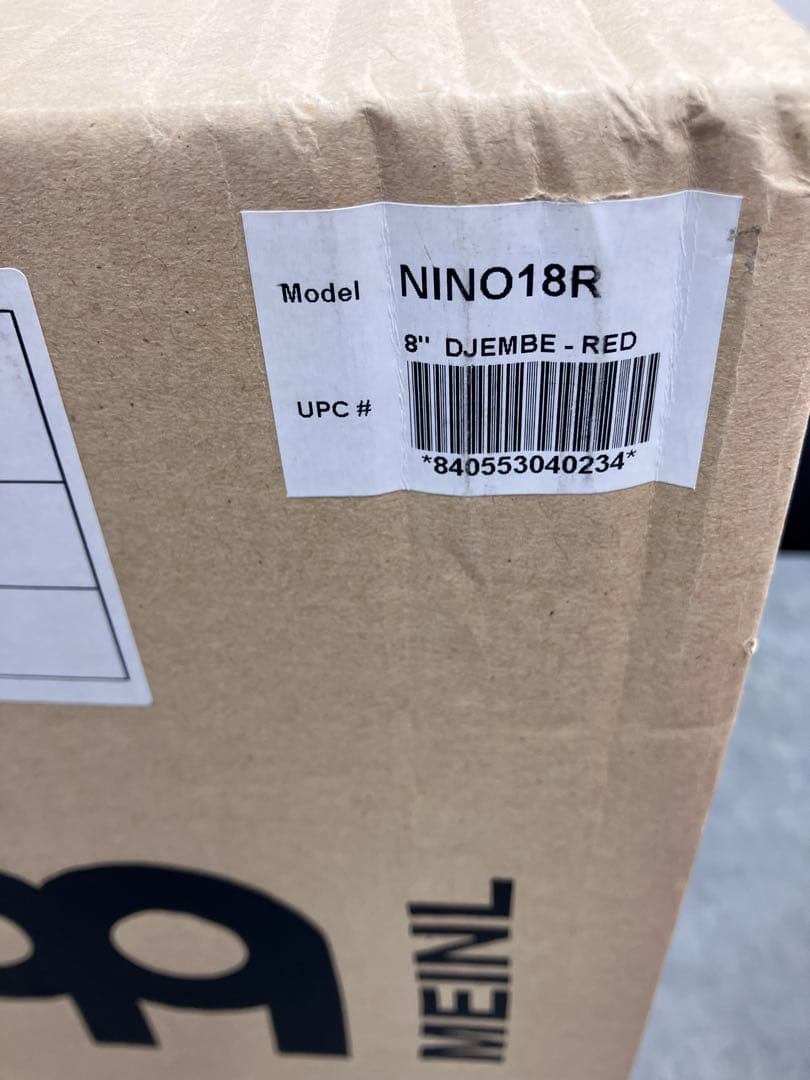 Model NINO18R
8" DJEMBE - RED
UPC #
*840553040234*
MEINL